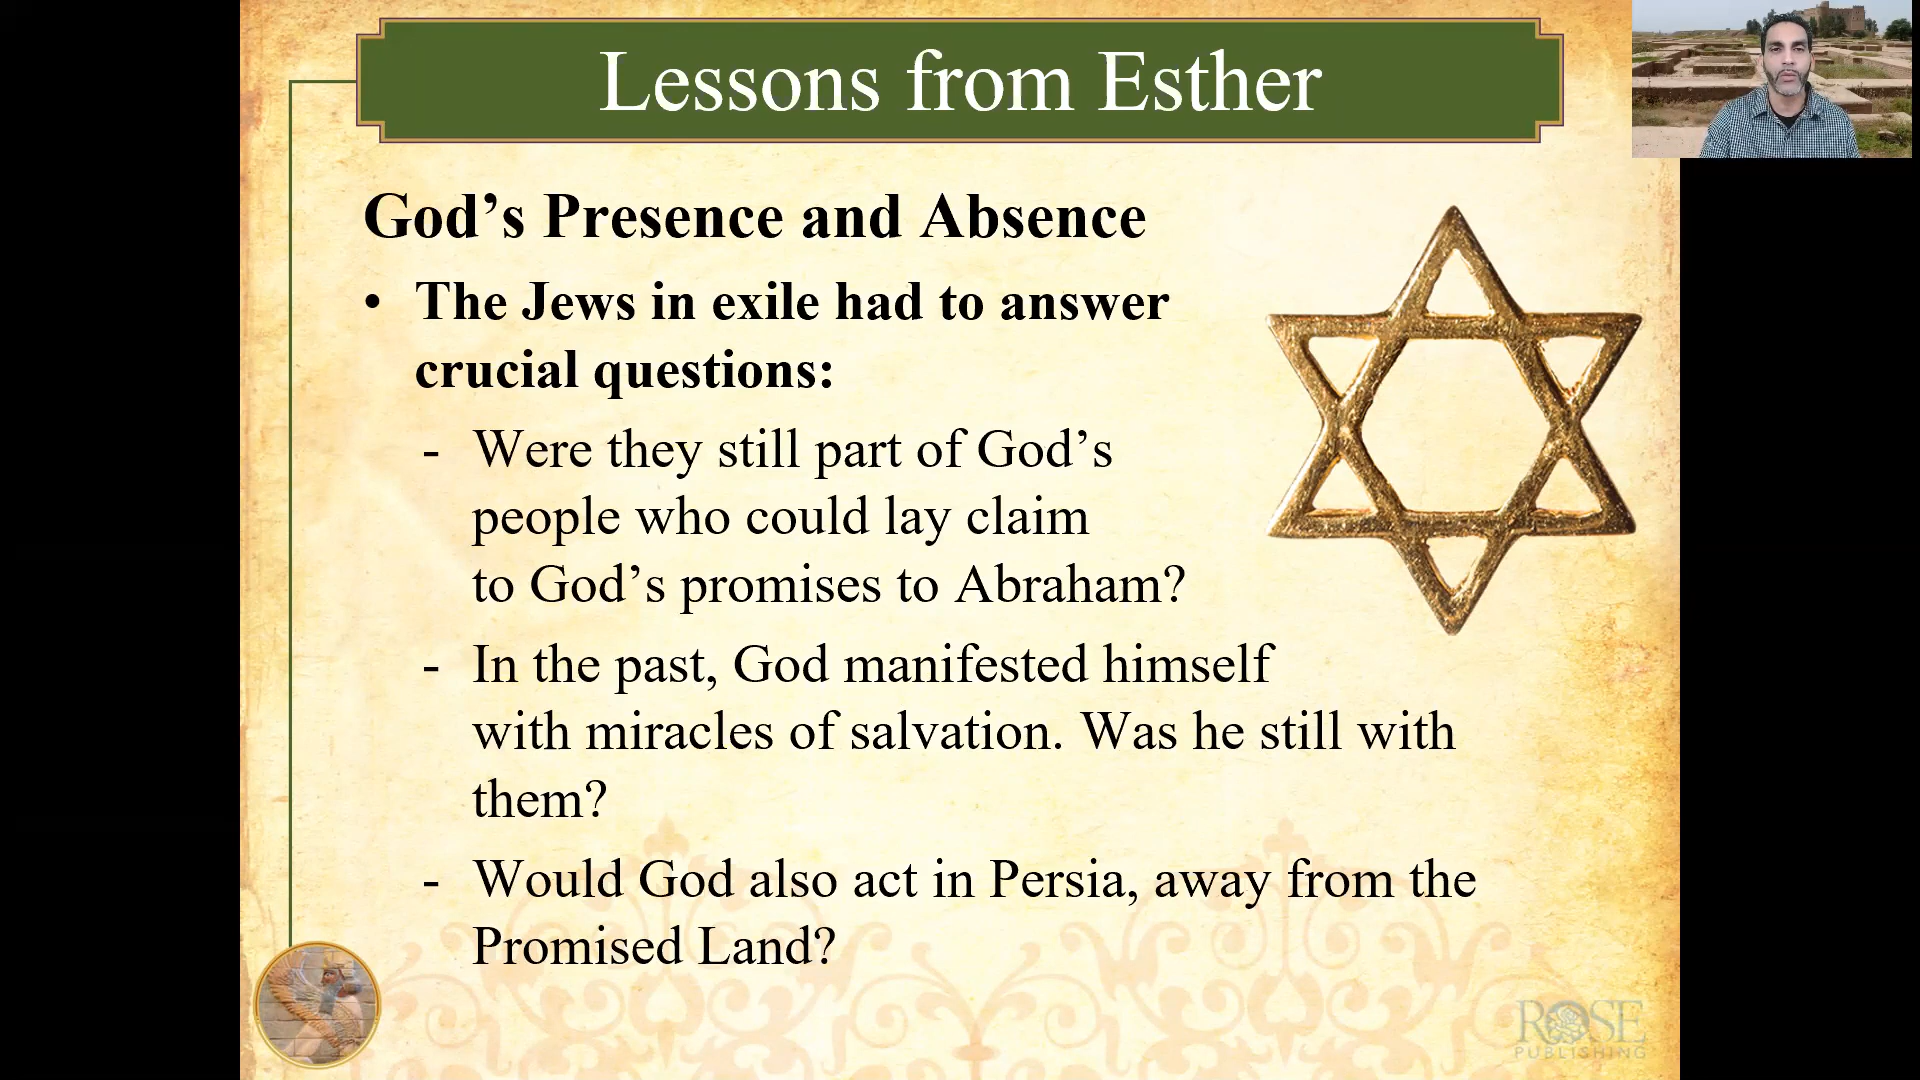 Lessons from Esther
God’s Presence and Absence
• The Jews in exile had to answer
crucial questions:
- Were they still part of God’s
people who could lay claim
to God’s promises to Abraham?
- In the past, God manifested himself
with miracles of salvation. Was he still with
them?
- Would God also act in Persia, away from the
Promised Land?
ROSE
PUBLISHING